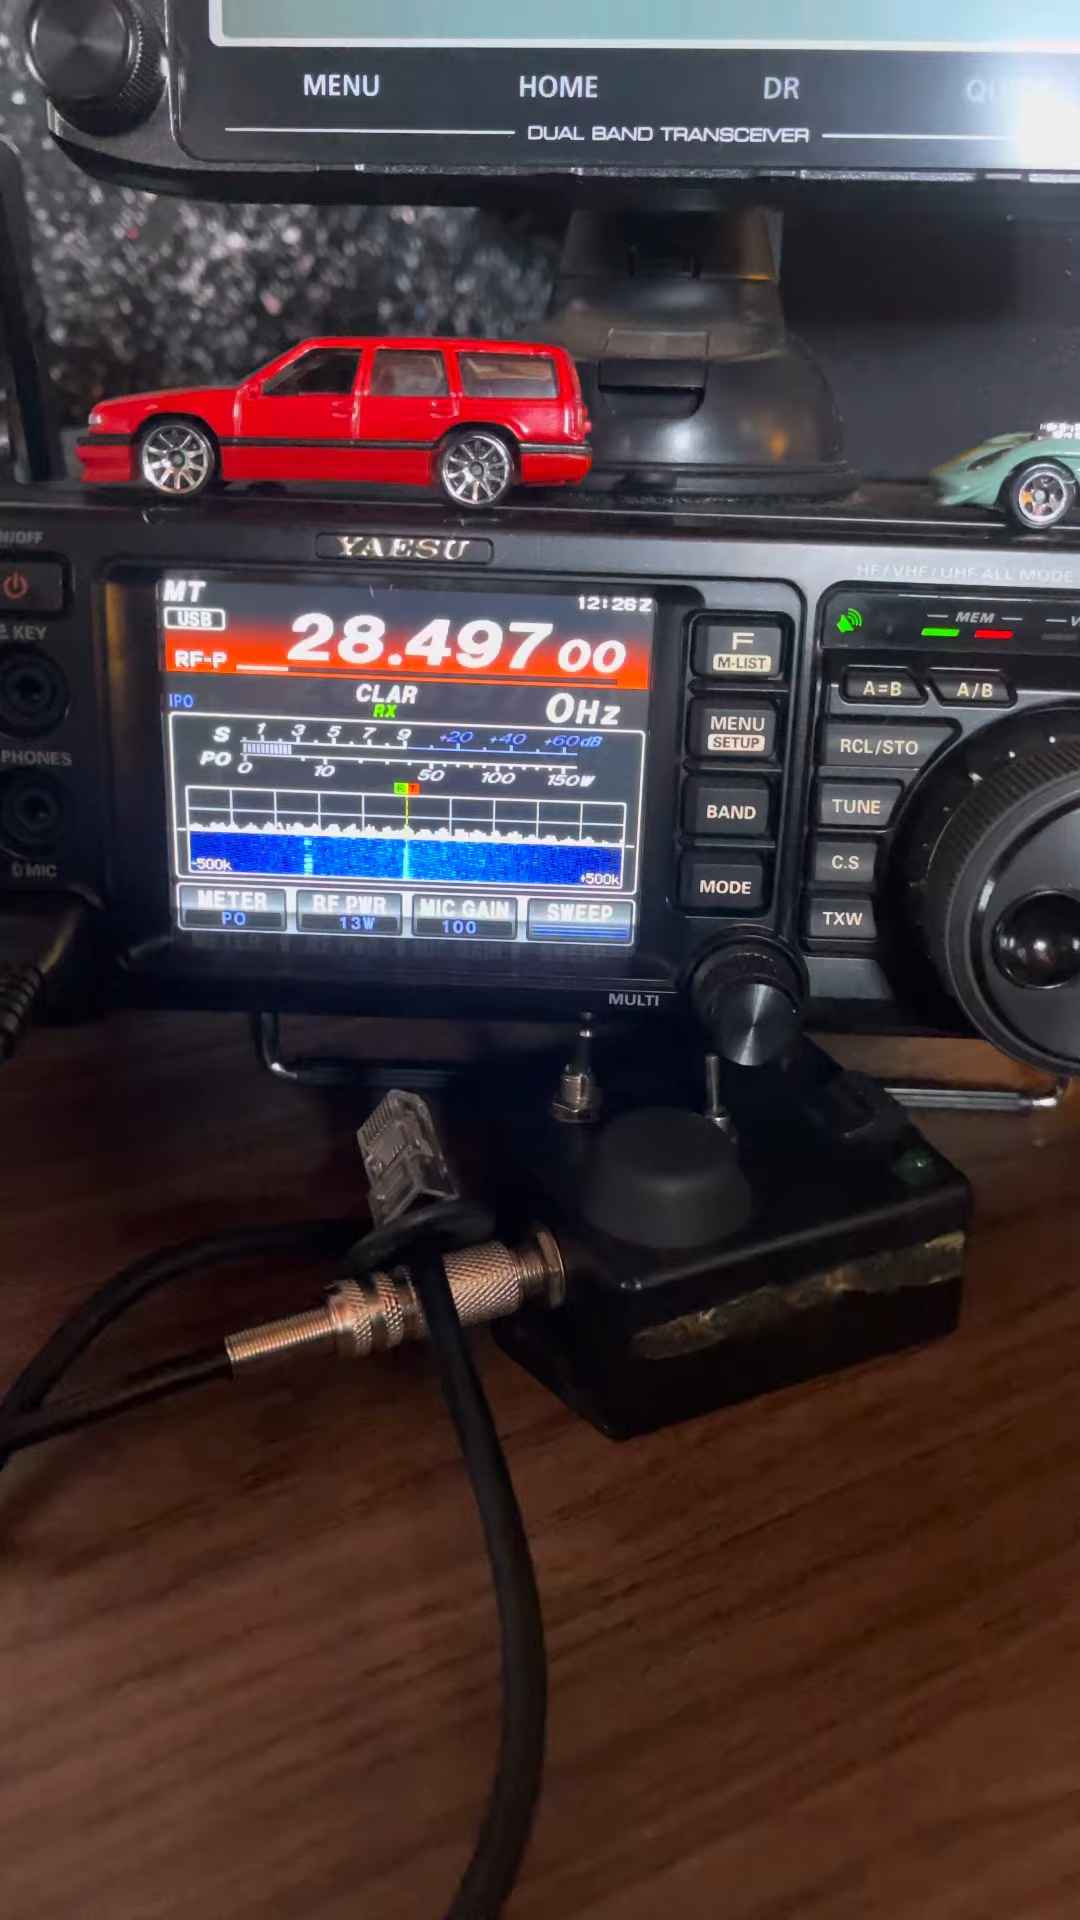 MENU HOME DR
DUAL BAND TRANSCEIVER
YAESU
HF/VHF/UHF ALL MODE
KEY
PHONES
MIC
MT
12:26Z
USB
28.497 00
RF-P
IPO
CLAR
RX
0Hz
S 1 3 5 7 9 +20 +40 +60dB
PO 0 10 50 100 150W
R T
-500k +500k
METER
PO
RF PWR
13W
MIC GAIN
100
SWEEP
F
M-LIST
MENU
SETUP
BAND
MODE
MULTI
MEM
A=B A/B
RCL/STO
TUNE
C.S
TXW